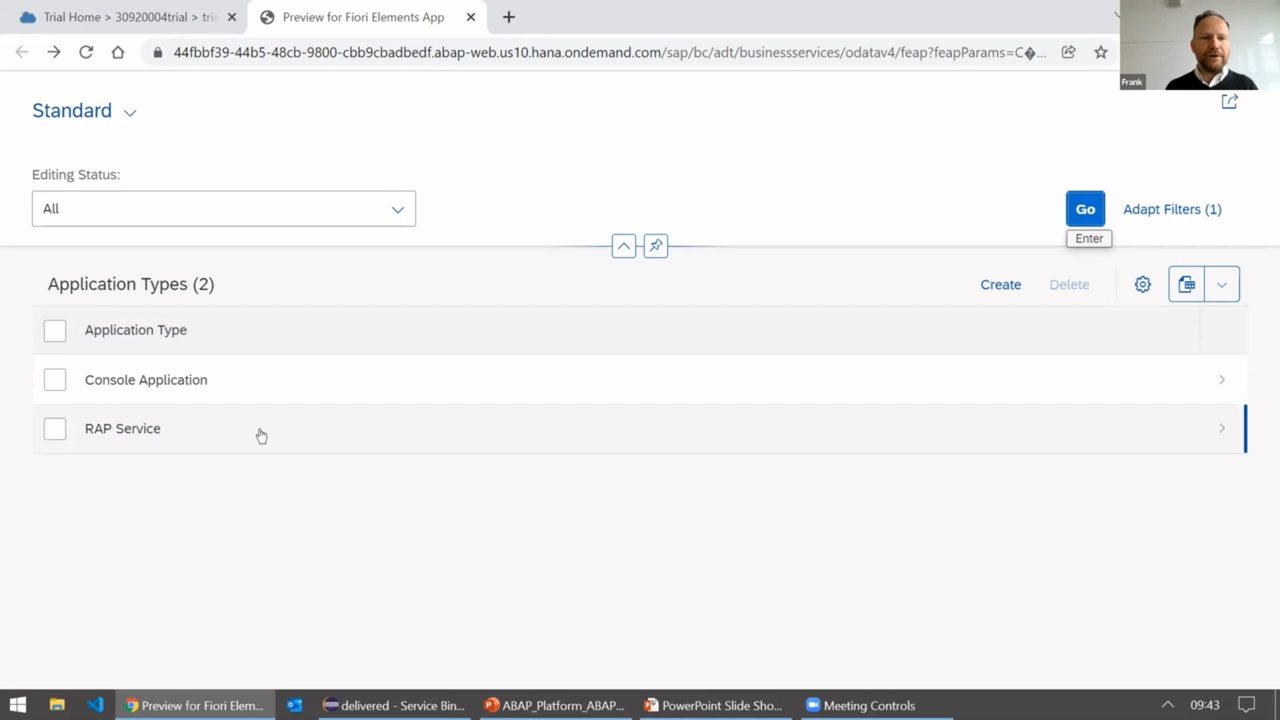 Trial Home > 30920004trial > tria
Preview for Fiori Elements App
44fbbf39-44b5-48cb-9800-cbb9cbadbedf.abap-web.us10.hana.ondemand.com/sap/bc/adt/businessservices/odatav4/feap?feapParams=C�...
Frank
Standard
Editing Status:
All
Go
Adapt Filters (1)
Enter
Application Types (2)
Create
Delete
Application Type
Console Application
RAP Service
Preview for Fiori Elem...
delivered - Service Bin...
ABAP_Platform_ABAP...
PowerPoint Slide Sho...
Meeting Controls
09:43